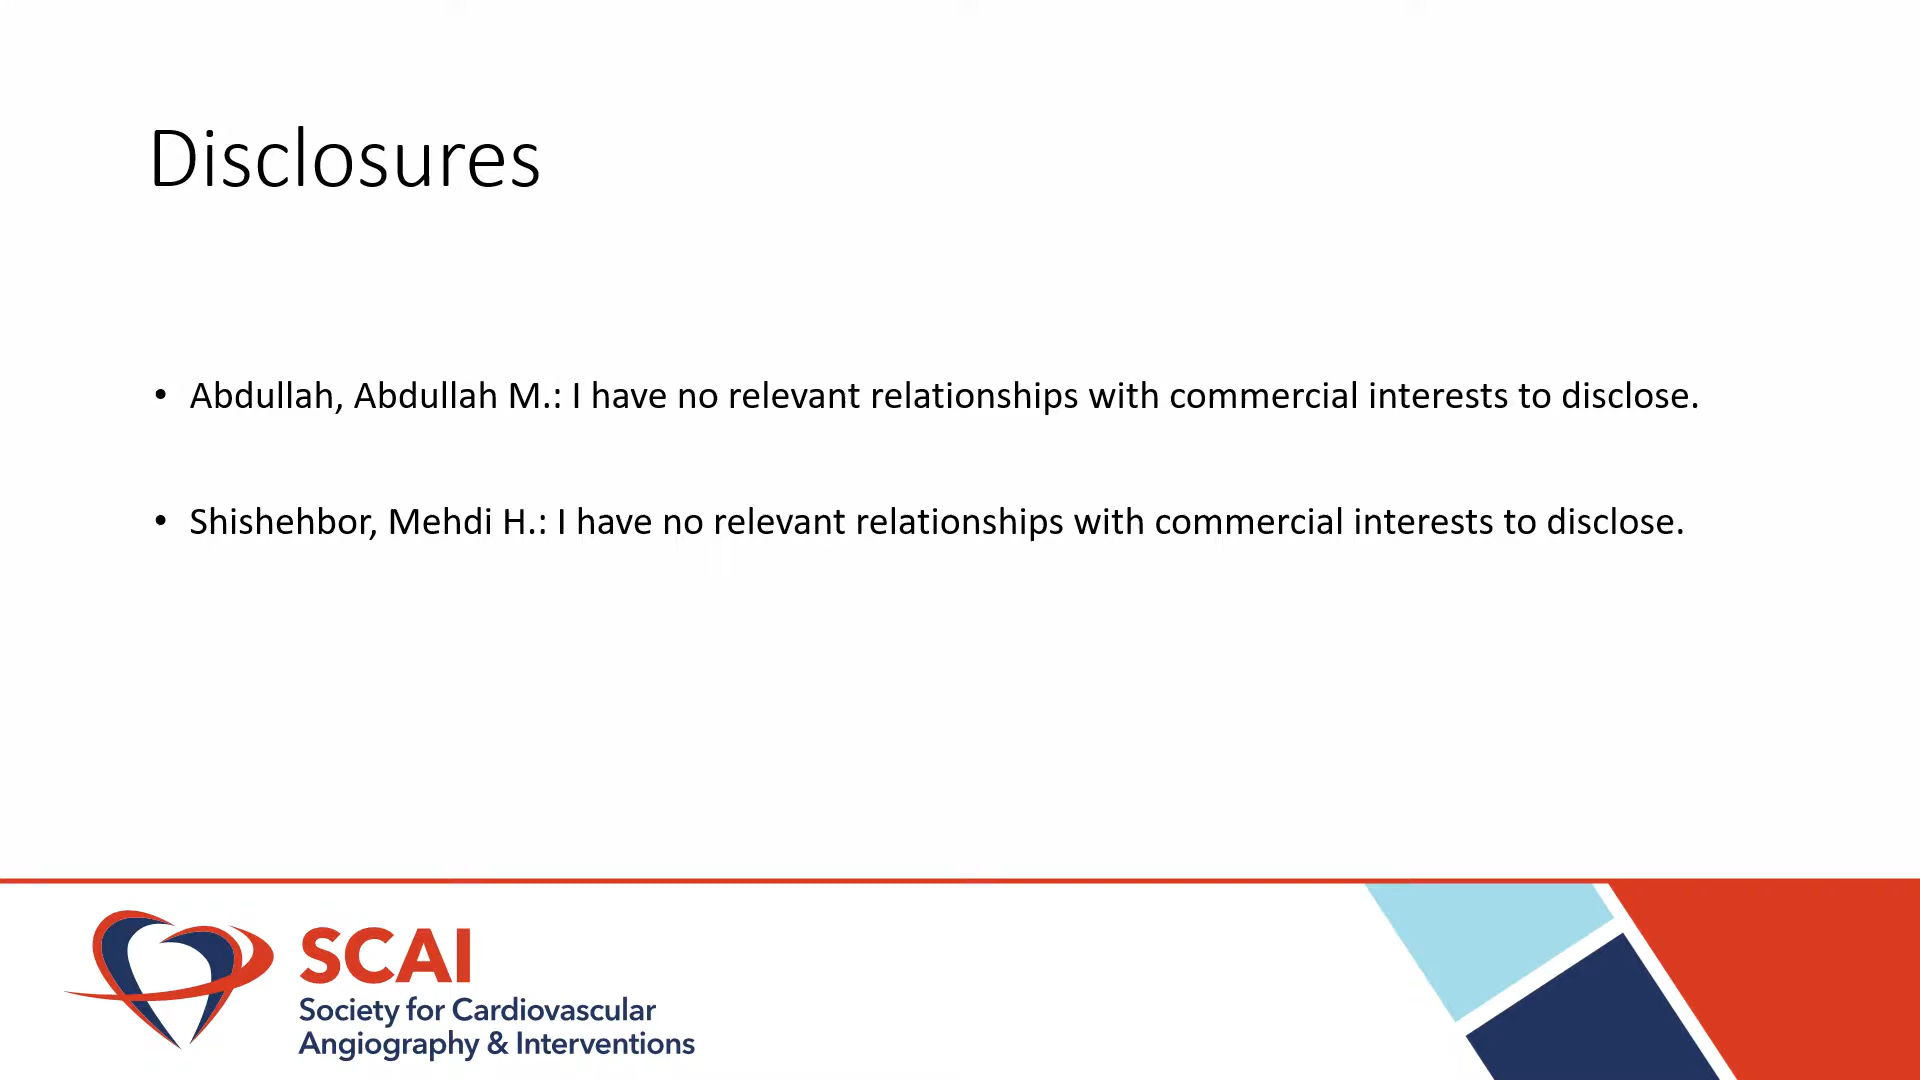 Disclosures
• Abdullah, Abdullah M.: I have no relevant relationships with commercial interests to disclose.
• Shishehbor, Mehdi H.: I have no relevant relationships with commercial interests to disclose.
SCAI
Society for Cardiovascular
Angiography & Interventions